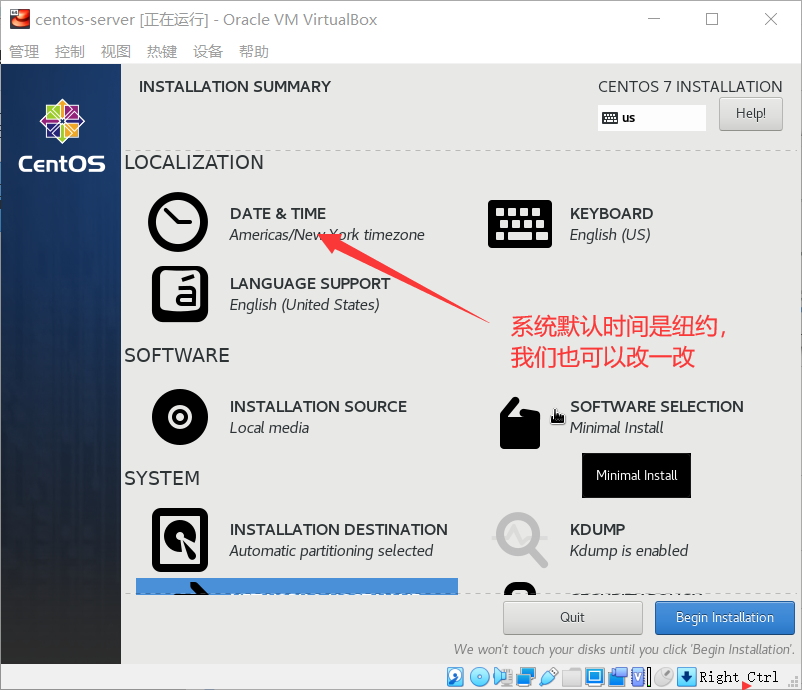 centos-server [正在运行] - Oracle VM VirtualBox
管理 控制 视图 热键 设备 帮助
INSTALLATION SUMMARY
CENTOS 7 INSTALLATION
us
Help!
CentOS
LOCALIZATION
DATE & TIME
Americas/New York timezone
KEYBOARD
English (US)
LANGUAGE SUPPORT
English (United States)
系统默认时间是纽约，
我们也可以改一改
SOFTWARE
INSTALLATION SOURCE
Local media
SOFTWARE SELECTION
Minimal Install
Minimal Install
SYSTEM
INSTALLATION DESTINATION
Automatic partitioning selected
KDUMP
Kdump is enabled
Quit
Begin Installation
We won't touch your disks until you click 'Begin Installation'.
Right Ctrl